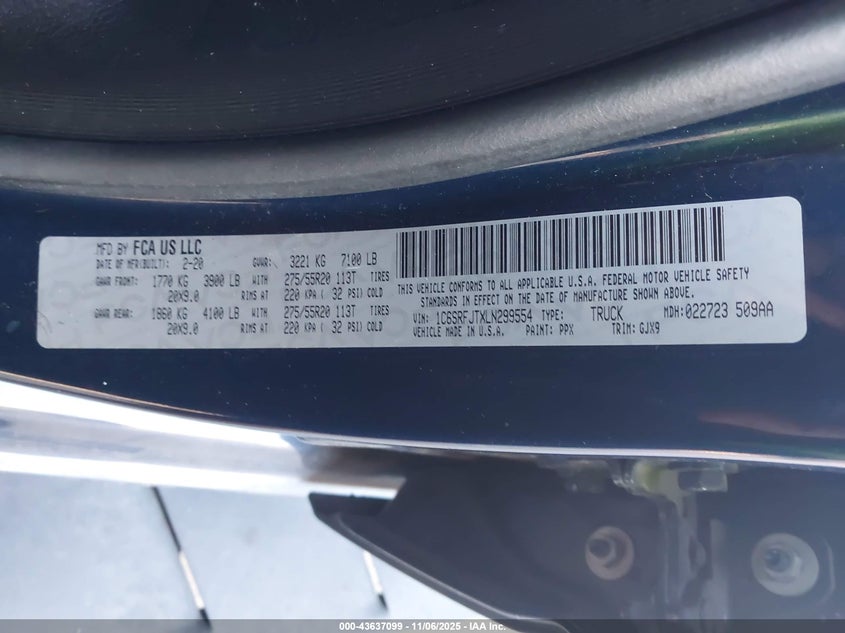 MFD BY FCA US LLC
DATE OF MFR(BUILT): 2-20 GVWR: 3221 KG 7100 LB
GAWR FRONT: 1770 KG 3900 LB WITH 275/55R20 113T TIRES
20X9.0 RIMS AT 220 KPA ( 32 PSI) COLD
GAWR REAR: 1860 KG 4100 LB WITH 275/55R20 113T TIRES
20X9.0 RIMS AT 220 KPA ( 32 PSI) COLD
THIS VEHICLE CONFORMS TO ALL APPLICABLE U.S.A. FEDERAL MOTOR VEHICLE SAFETY
STANDARDS IN EFFECT ON THE DATE OF MANUFACTURE SHOWN ABOVE.
VIN: 1C6SRFJTXLN299554 TYPE: TRUCK MDH: 022723 509AA
VEHICLE MADE IN U.S.A. PAINT: PPX TRIM: GJX9
000-43637099 - 11/06/2025 - IAA Inc.